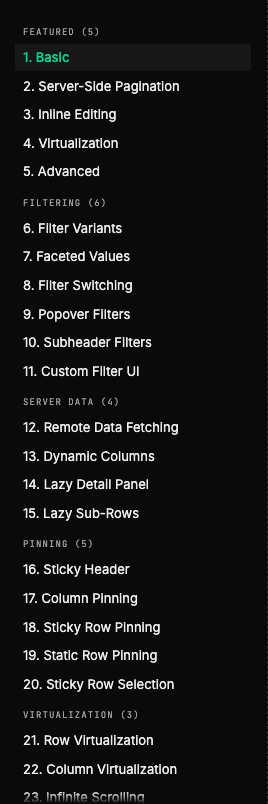 FEATURED (5)
1. Basic
2. Server-Side Pagination
3. Inline Editing
4. Virtualization
5. Advanced
FILTERING (6)
6. Filter Variants
7. Faceted Values
8. Filter Switching
9. Popover Filters
10. Subheader Filters
11. Custom Filter UI
SERVER DATA (4)
12. Remote Data Fetching
13. Dynamic Columns
14. Lazy Detail Panel
15. Lazy Sub-Rows
PINNING (5)
16. Sticky Header
17. Column Pinning
18. Sticky Row Pinning
19. Static Row Pinning
20. Sticky Row Selection
VIRTUALIZATION (3)
21. Row Virtualization
22. Column Virtualization
23. Infinite Scrolling